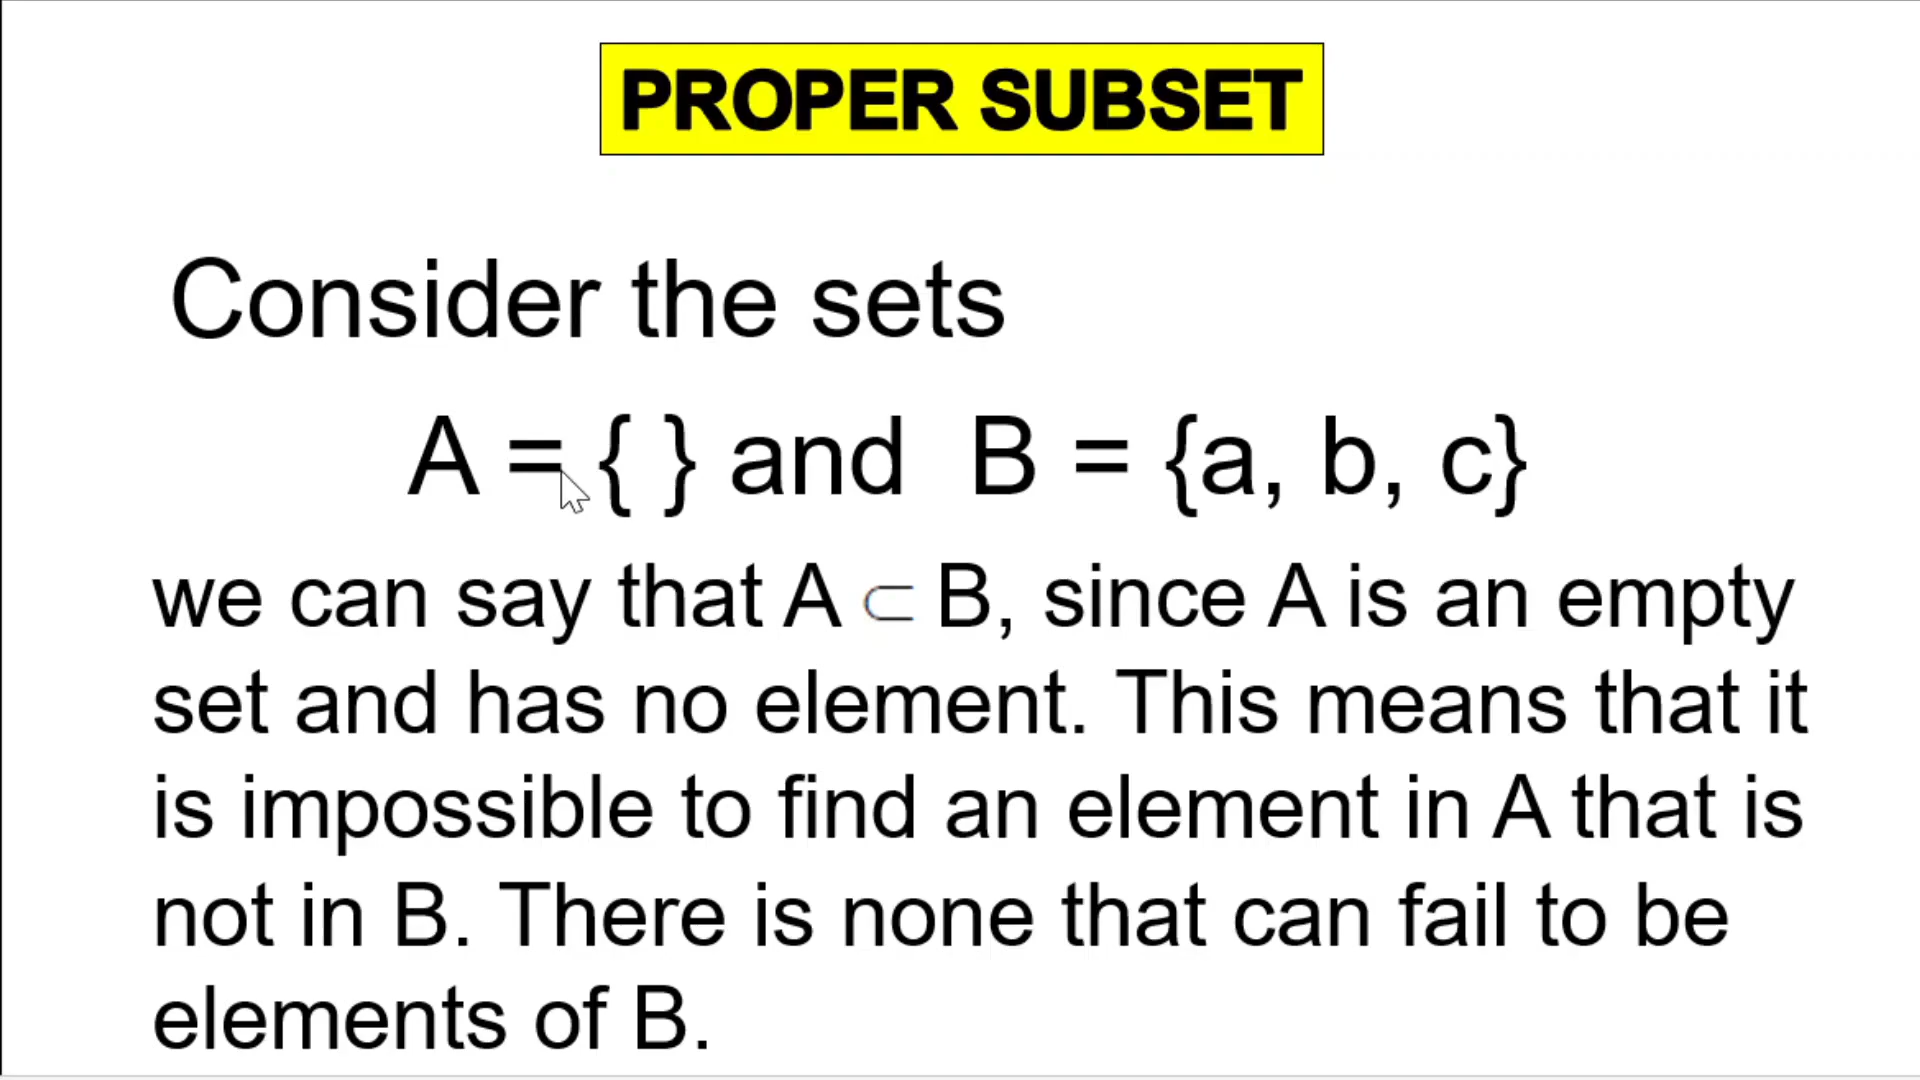 PROPER SUBSET
Consider the sets
A = { } and B = {a, b, c}
we can say that A ⊂ B, since A is an empty
set and has no element. This means that it
is impossible to find an element in A that is
not in B. There is none that can fail to be
elements of B.